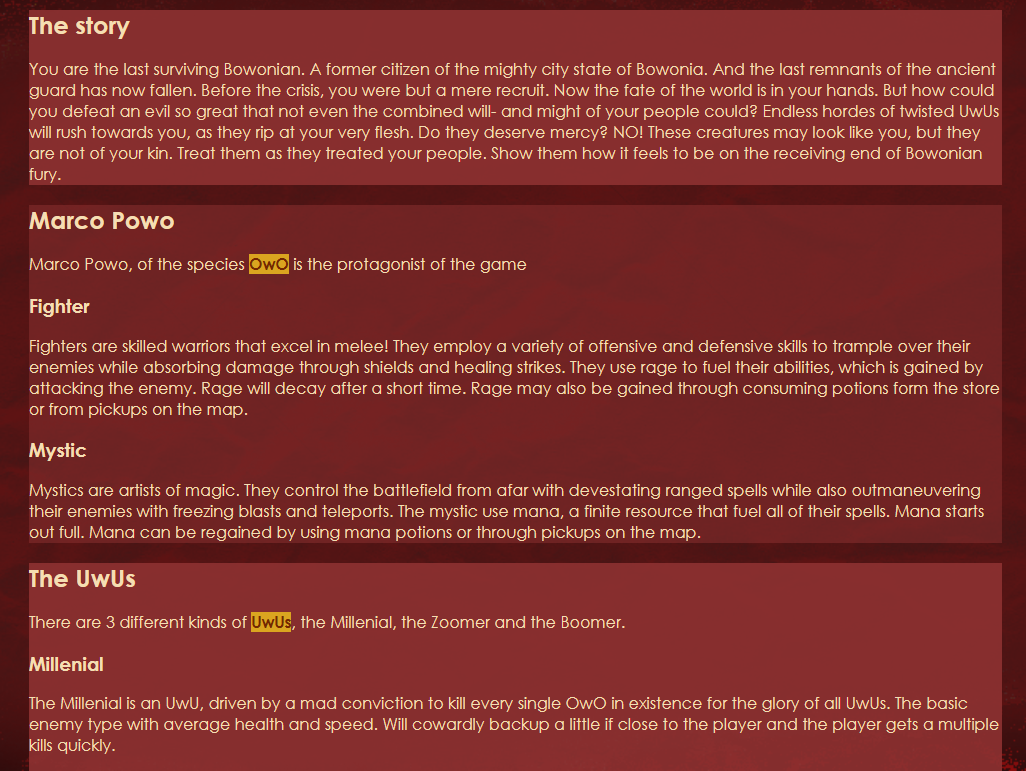 The story
You are the last surviving Bowonian. A former citizen of the mighty city state of Bowonia. And the last remnants of the ancient
guard has now fallen. Before the crisis, you were but a mere recruit. Now the fate of the world is in your hands. But how could
you defeat an evil so great that not even the combined will- and might of your people could? Endless hordes of twisted UwUs
will rush towards you, as they rip at your very flesh. Do they deserve mercy? NO! These creatures may look like you, but they
are not of your kin. Treat them as they treated your people. Show them how it feels to be on the receiving end of Bowonian
fury.
Marco Powo
Marco Powo, of the species OwO is the protagonist of the game
Fighter
Fighters are skilled warriors that excel in melee! They employ a variety of offensive and defensive skills to trample over their
enemies while absorbing damage through shields and healing strikes. They use rage to fuel their abilities, which is gained by
attacking the enemy. Rage will decay after a short time. Rage may also be gained through consuming potions form the store
or from pickups on the map.
Mystic
Mystics are artists of magic. They control the battlefield from afar with devestating ranged spells while also outmaneuvering
their enemies with freezing blasts and teleports. The mystic use mana, a finite resource that fuel all of their spells. Mana starts
out full. Mana can be regained by using mana potions or through pickups on the map.
The UwUs
There are 3 different kinds of UwUs, the Millenial, the Zoomer and the Boomer.
Millenial
The Millenial is an UwU, driven by a mad conviction to kill every single OwO in existence for the glory of all UwUs. The basic
enemy type with average health and speed. Will cowardly backup a little if close to the player and the player gets a multiple
kills quickly.